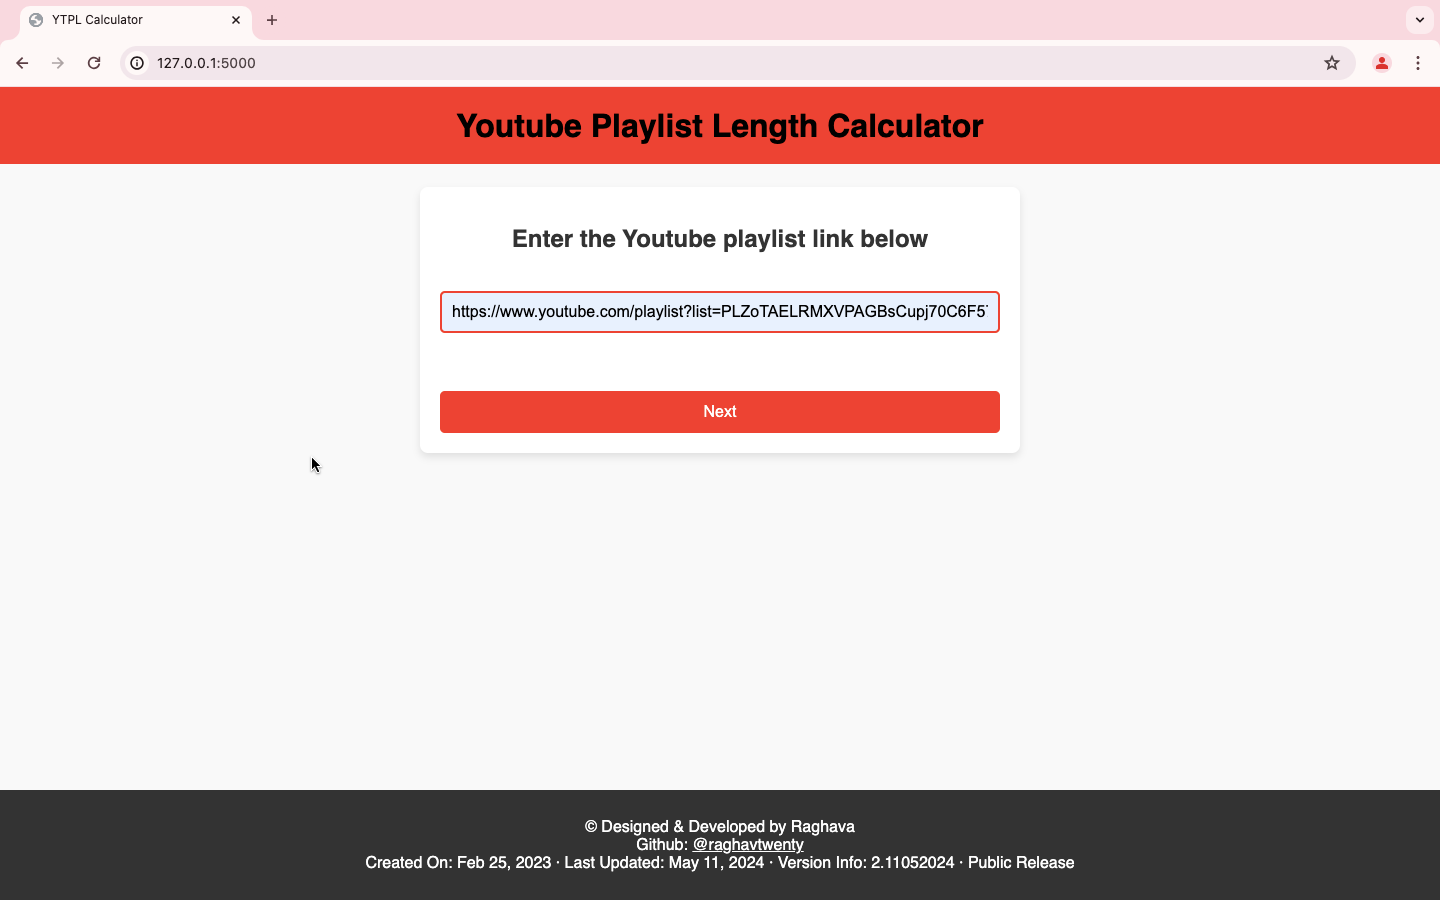 YTPL Calculator
127.0.0.1:5000
Youtube Playlist Length Calculator
Enter the Youtube playlist link below
https://www.youtube.com/playlist?list=PLZoTAELRMXVPAGBsCupj70C6F5
Next
© Designed & Developed by Raghava
Github: @raghavtwenty
Created On: Feb 25, 2023 · Last Updated: May 11, 2024 · Version Info: 2.11052024 · Public Release